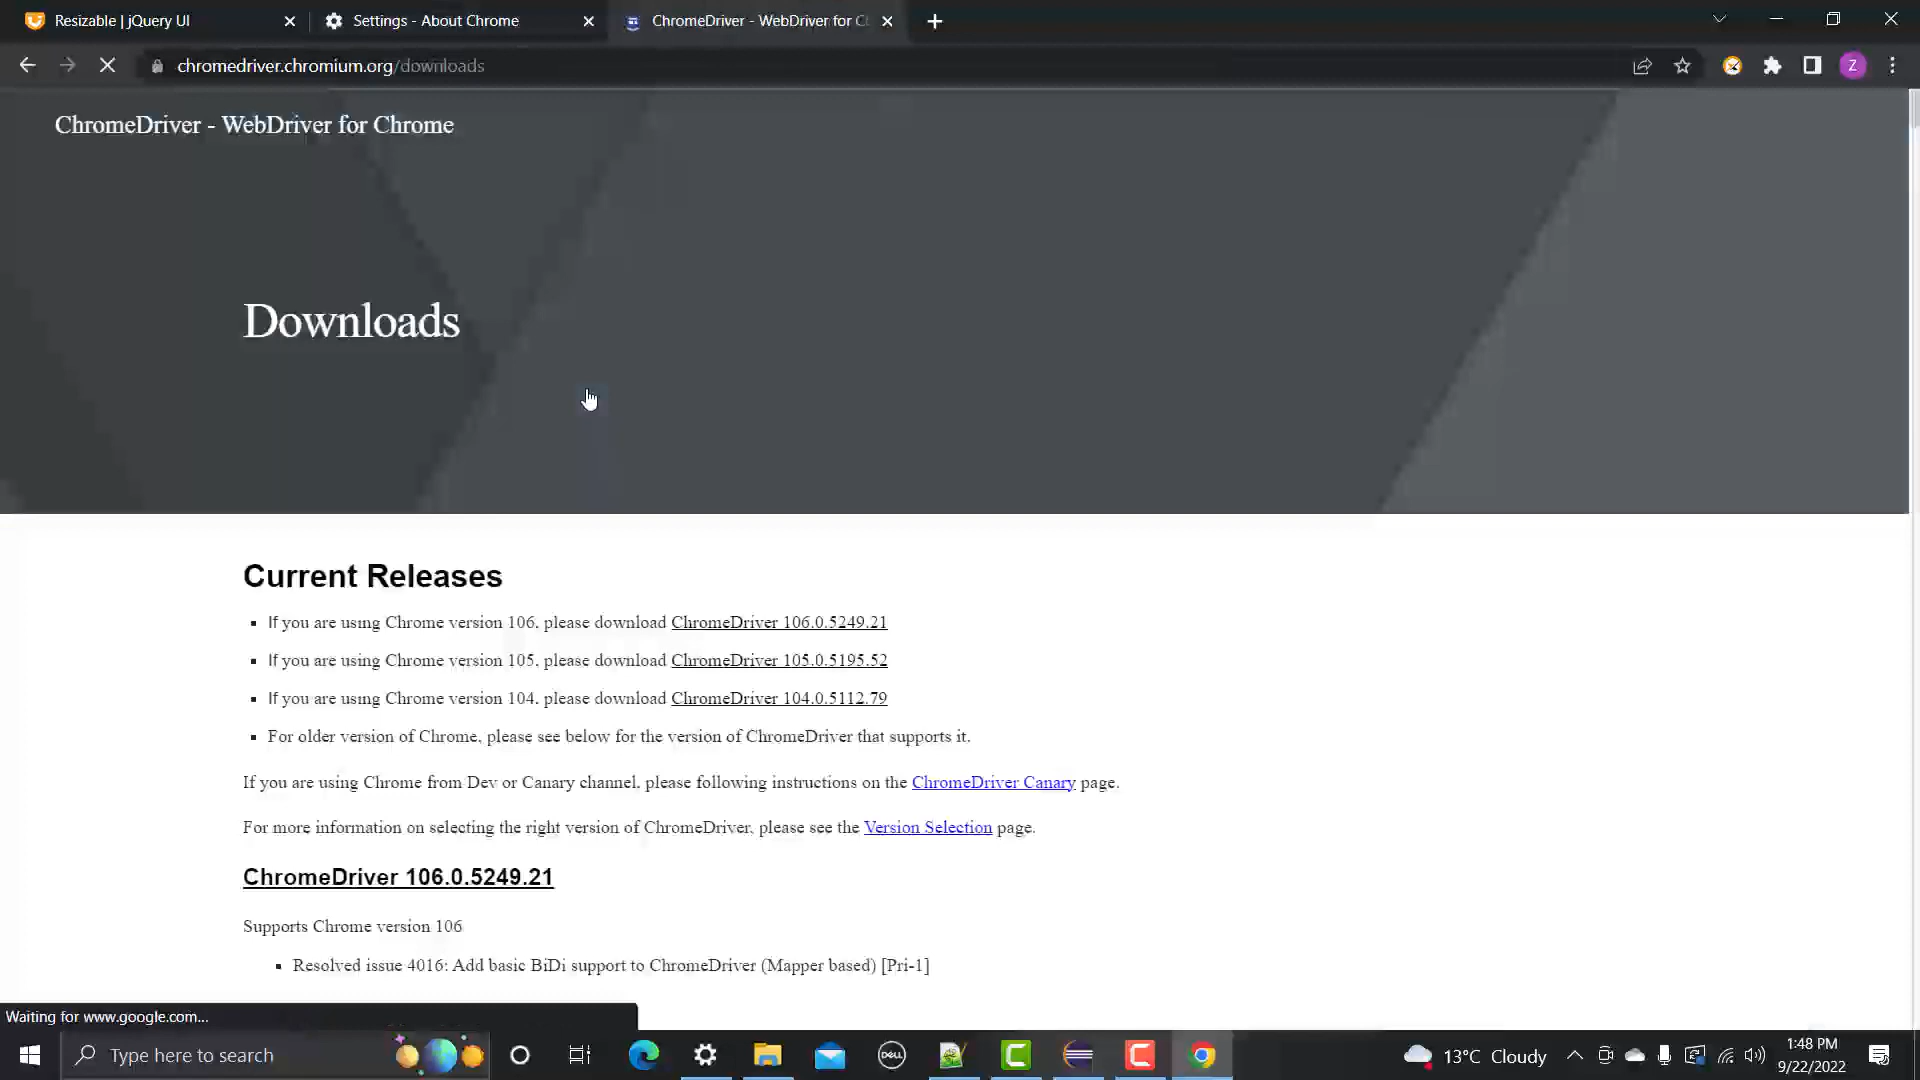 Resizable | jQuery UI
Settings - About Chrome
ChromeDriver - WebDriver for C
chromedriver.chromium.org/downloads
Z
ChromeDriver - WebDriver for Chrome
Downloads
Current Releases
If you are using Chrome version 106, please download ChromeDriver 106.0.5249.21
If you are using Chrome version 105, please download ChromeDriver 105.0.5195.52
If you are using Chrome version 104, please download ChromeDriver 104.0.5112.79
For older version of Chrome, please see below for the version of ChromeDriver that supports it.
If you are using Chrome from Dev or Canary channel, please following instructions on the ChromeDriver Canary page.
For more information on selecting the right version of ChromeDriver, please see the Version Selection page.
ChromeDriver 106.0.5249.21
Supports Chrome version 106
Resolved issue 4016: Add basic BiDi support to ChromeDriver (Mapper based) [Pri-1]
Waiting for www.google.com...
Type here to search
DELL
13°C Cloudy
1:48 PM
9/22/2022